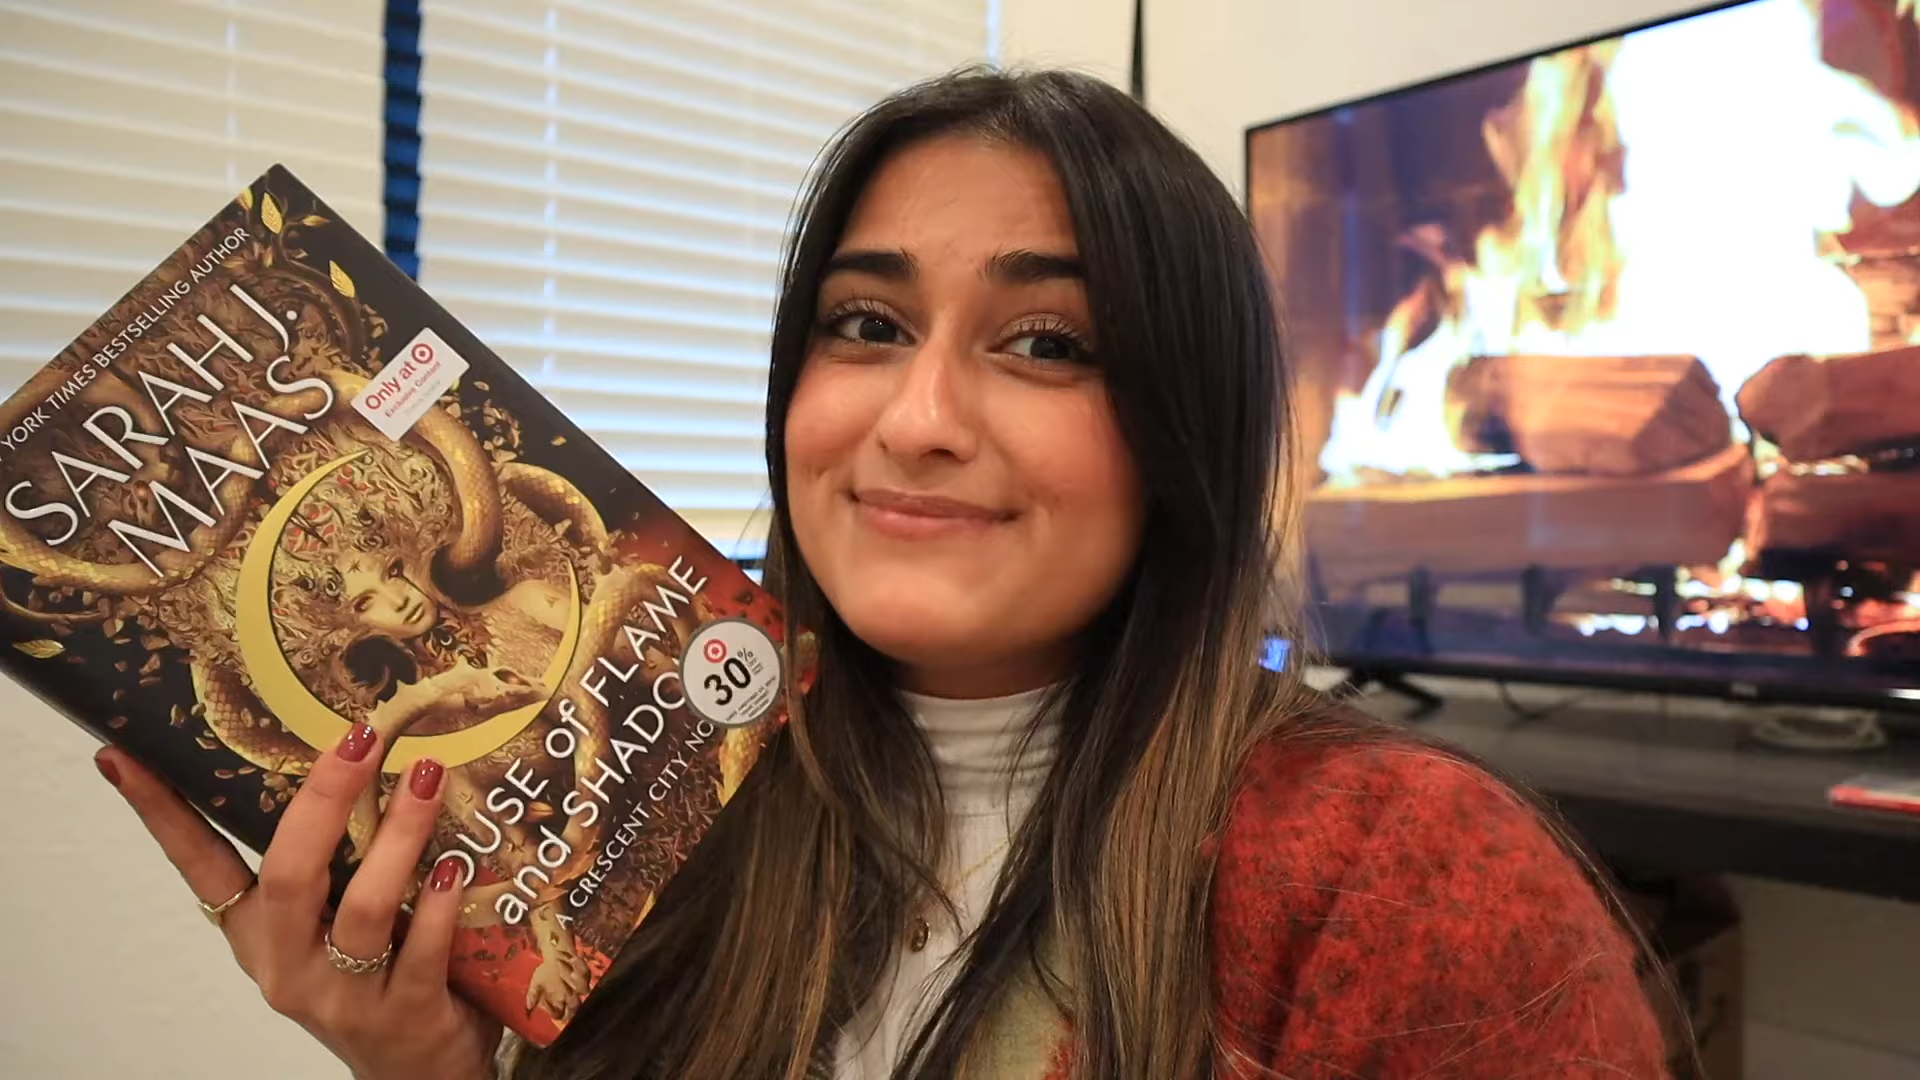 YORK TIMES BESTSELLING AUTHOR
SARAH J.
MAAS
Only at
Exclusive Content
OUSE of FLAME
and SHADO
A CRESCENT CITY NO
30%